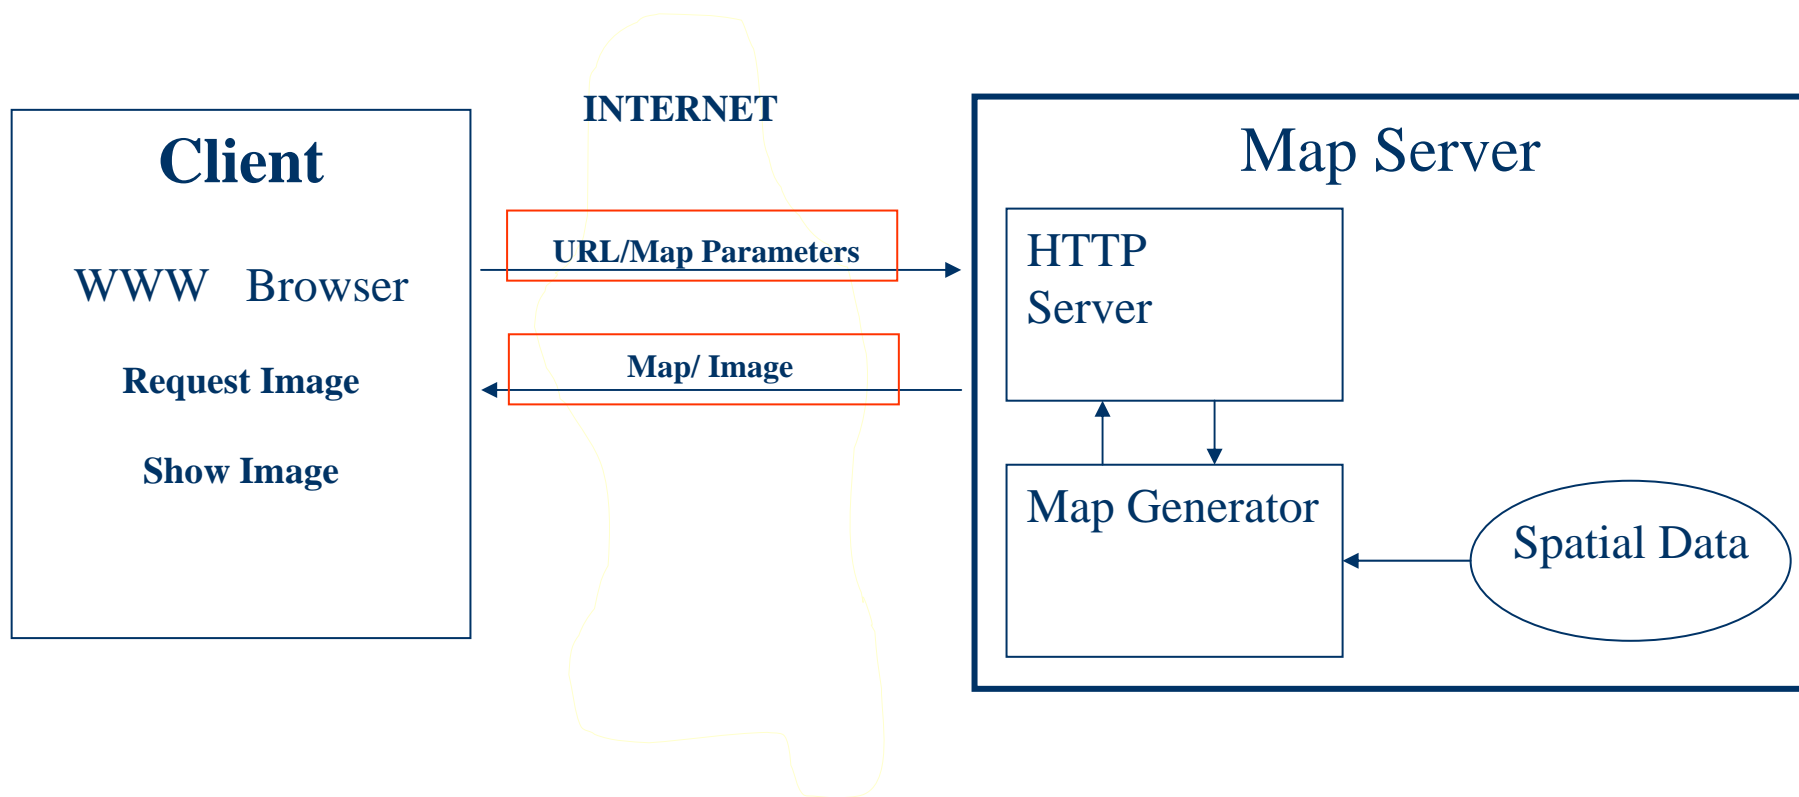 INTERNET
Client
WWW Browser
Request Image
Show Image
URL/Map Parameters
Map/ Image
Map Server
HTTP
Server
Map Generator
Spatial Data